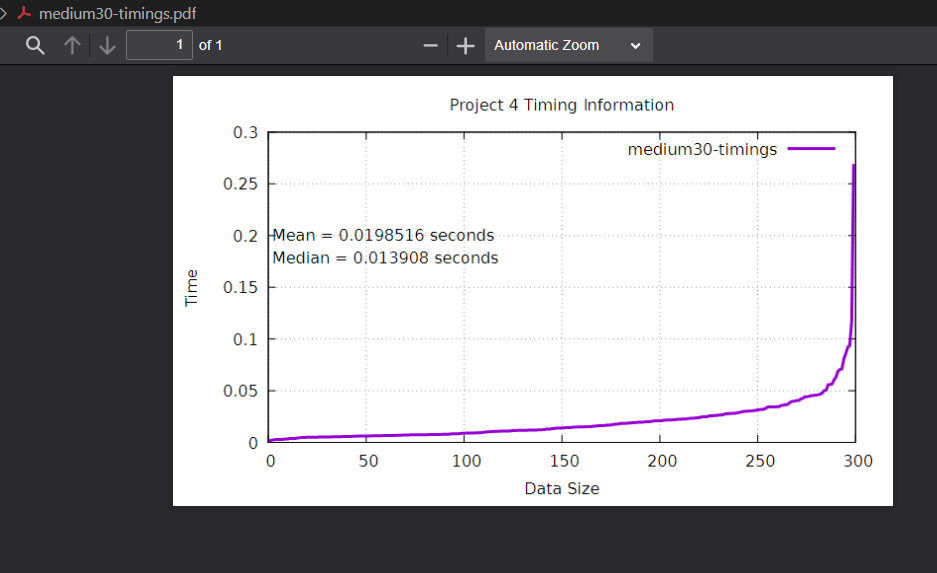 medium30-timings.pdf
1 of 1
Automatic Zoom
Project 4 Timing Information
medium30-timings
0.3
0.25
0.2
0.15
0.1
0.05
0
Mean = 0.0198516 seconds
Median = 0.013908 seconds
Time
0 50 100 150 200 250 300
Data Size